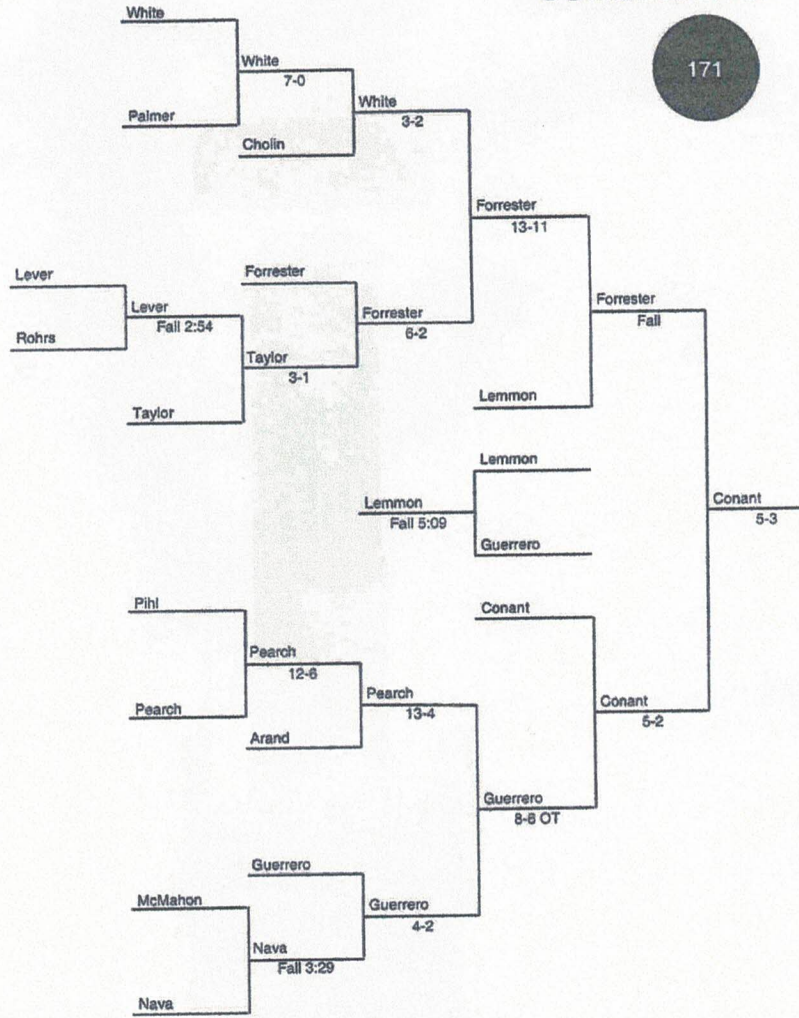 White
171
White
7-0
White
3-2
Palmer
Cholin
Forrester
13-11
Lever
Forrester
Lever
Fall 2:54
Forrester
6-2
Forrester
Fall
Rohrs
Taylor
3-1
Lemmon
Taylor
Lemmon
Lemmon
Fall 5:09
Conant
5-3
Guerrero
Pihl
Conant
Pearch
12-6
Pearch
13-4
Conant
5-2
Pearch
Arand
Guerrero
8-6 OT
Guerrero
McMahon
Guerrero
4-2
Nava
Fall 3:29
Nava